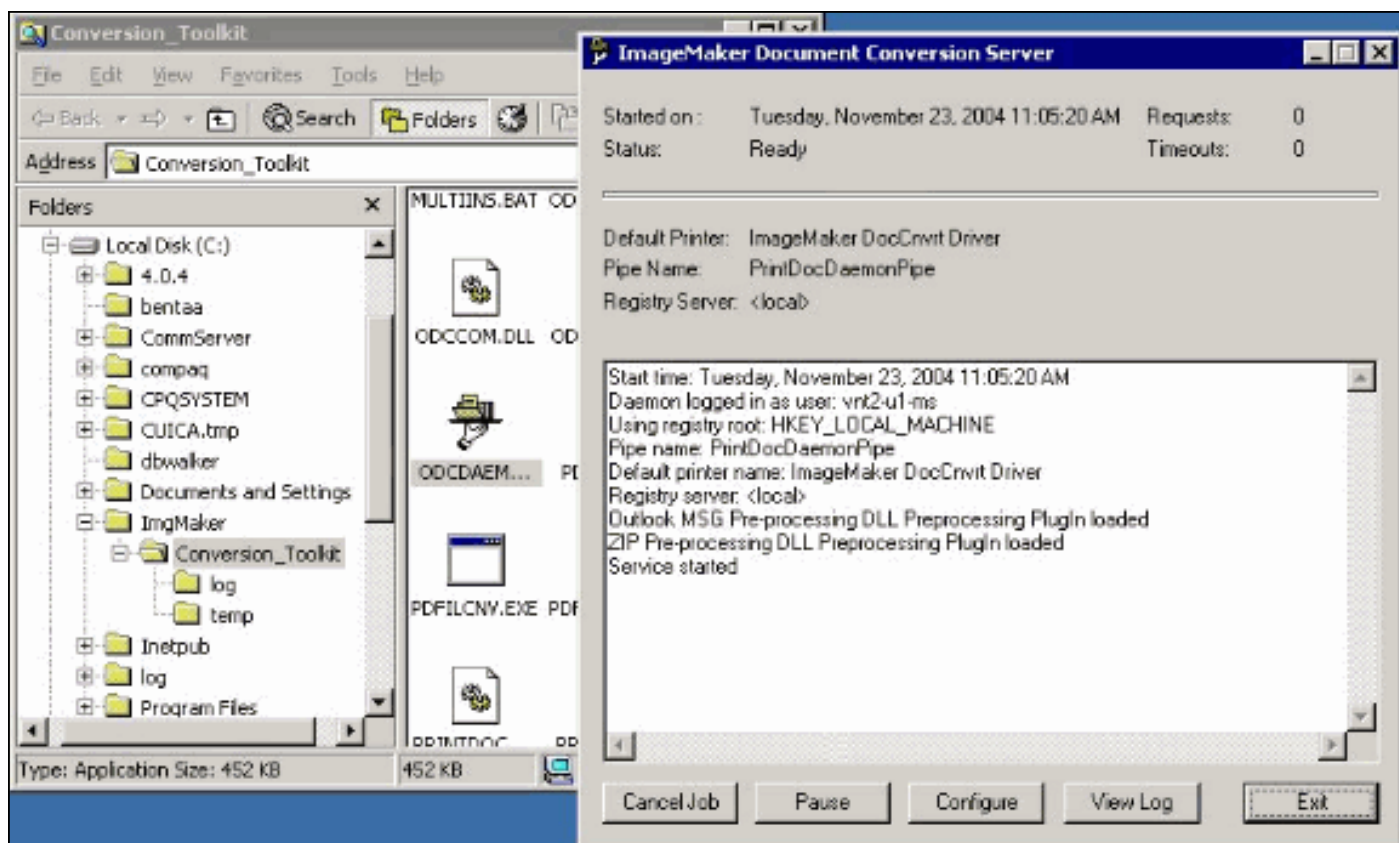 Conversion_Toolkit
File Edit View Favorites Tools Help
Back Search Folders
Address Conversion_Toolkit
Folders
Local Disk (C:)
4.0.4
bentaa
CommServer
compaq
CPQSYSTEM
CUICA.tmp
dbwalker
Documents and Settings
ImgMaker
Conversion_Toolkit
log
temp
Inetpub
log
Program Files
MULTIINS.BAT OD
ODCCOM.DLL OD
ODCDAEM... PD
PDFILCNV.EXE PDF
PRINTDOC
Type: Application Size: 452 KB 452 KB
ImageMaker Document Conversion Server
Started on : Tuesday, November 23, 2004 11:05:20 AM Requests: 0
Status: Ready Timeouts: 0
Default Printer: ImageMaker DocCnvrt Driver
Pipe Name: PrintDocDaemonPipe
Registry Server: <local>
Start time: Tuesday, November 23, 2004 11:05:20 AM
Daemon logged in as user: vnt2-u1-ms
Using registry root: HKEY_LOCAL_MACHINE
Pipe name: PrintDocDaemonPipe
Default printer name: ImageMaker DocCnvrt Driver
Registry server: <local>
Outlook MSG Pre-processing DLL Preprocessing PlugIn loaded
ZIP Pre-processing DLL Preprocessing PlugIn loaded
Service started
Cancel Job Pause Configure View Log Exit